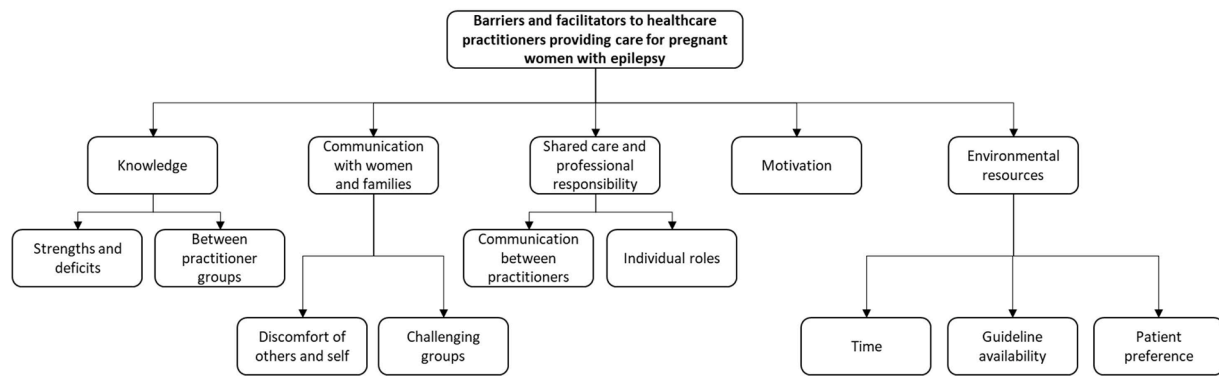 Barriers and facilitators to healthcare
practitioners providing care for pregnant
women with epilepsy
Knowledge
Communication
with women
and families
Shared care and
professional
responsibility
Motivation
Environmental
resources
Strengths and
deficits
Between
practitioner
groups
Communication
between
practitioners
Individual roles
Discomfort of
others and self
Challenging
groups
Time
Guideline
availability
Patient
preference